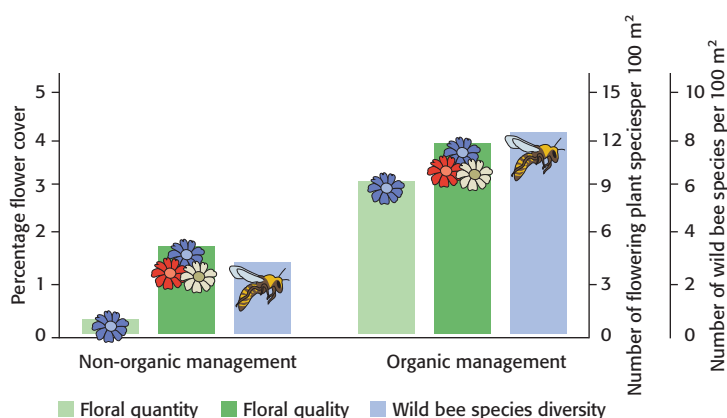 Percentage flower cover
5
4
3
2
1
0
Non-organic management
Organic management
15
12
9
6
3
0
Number of flowering plant speciesper 100 m²
10
8
6
4
2
0
Number of wild bee species per 100 m²
Floral quantity
Floral quality
Wild bee species diversity